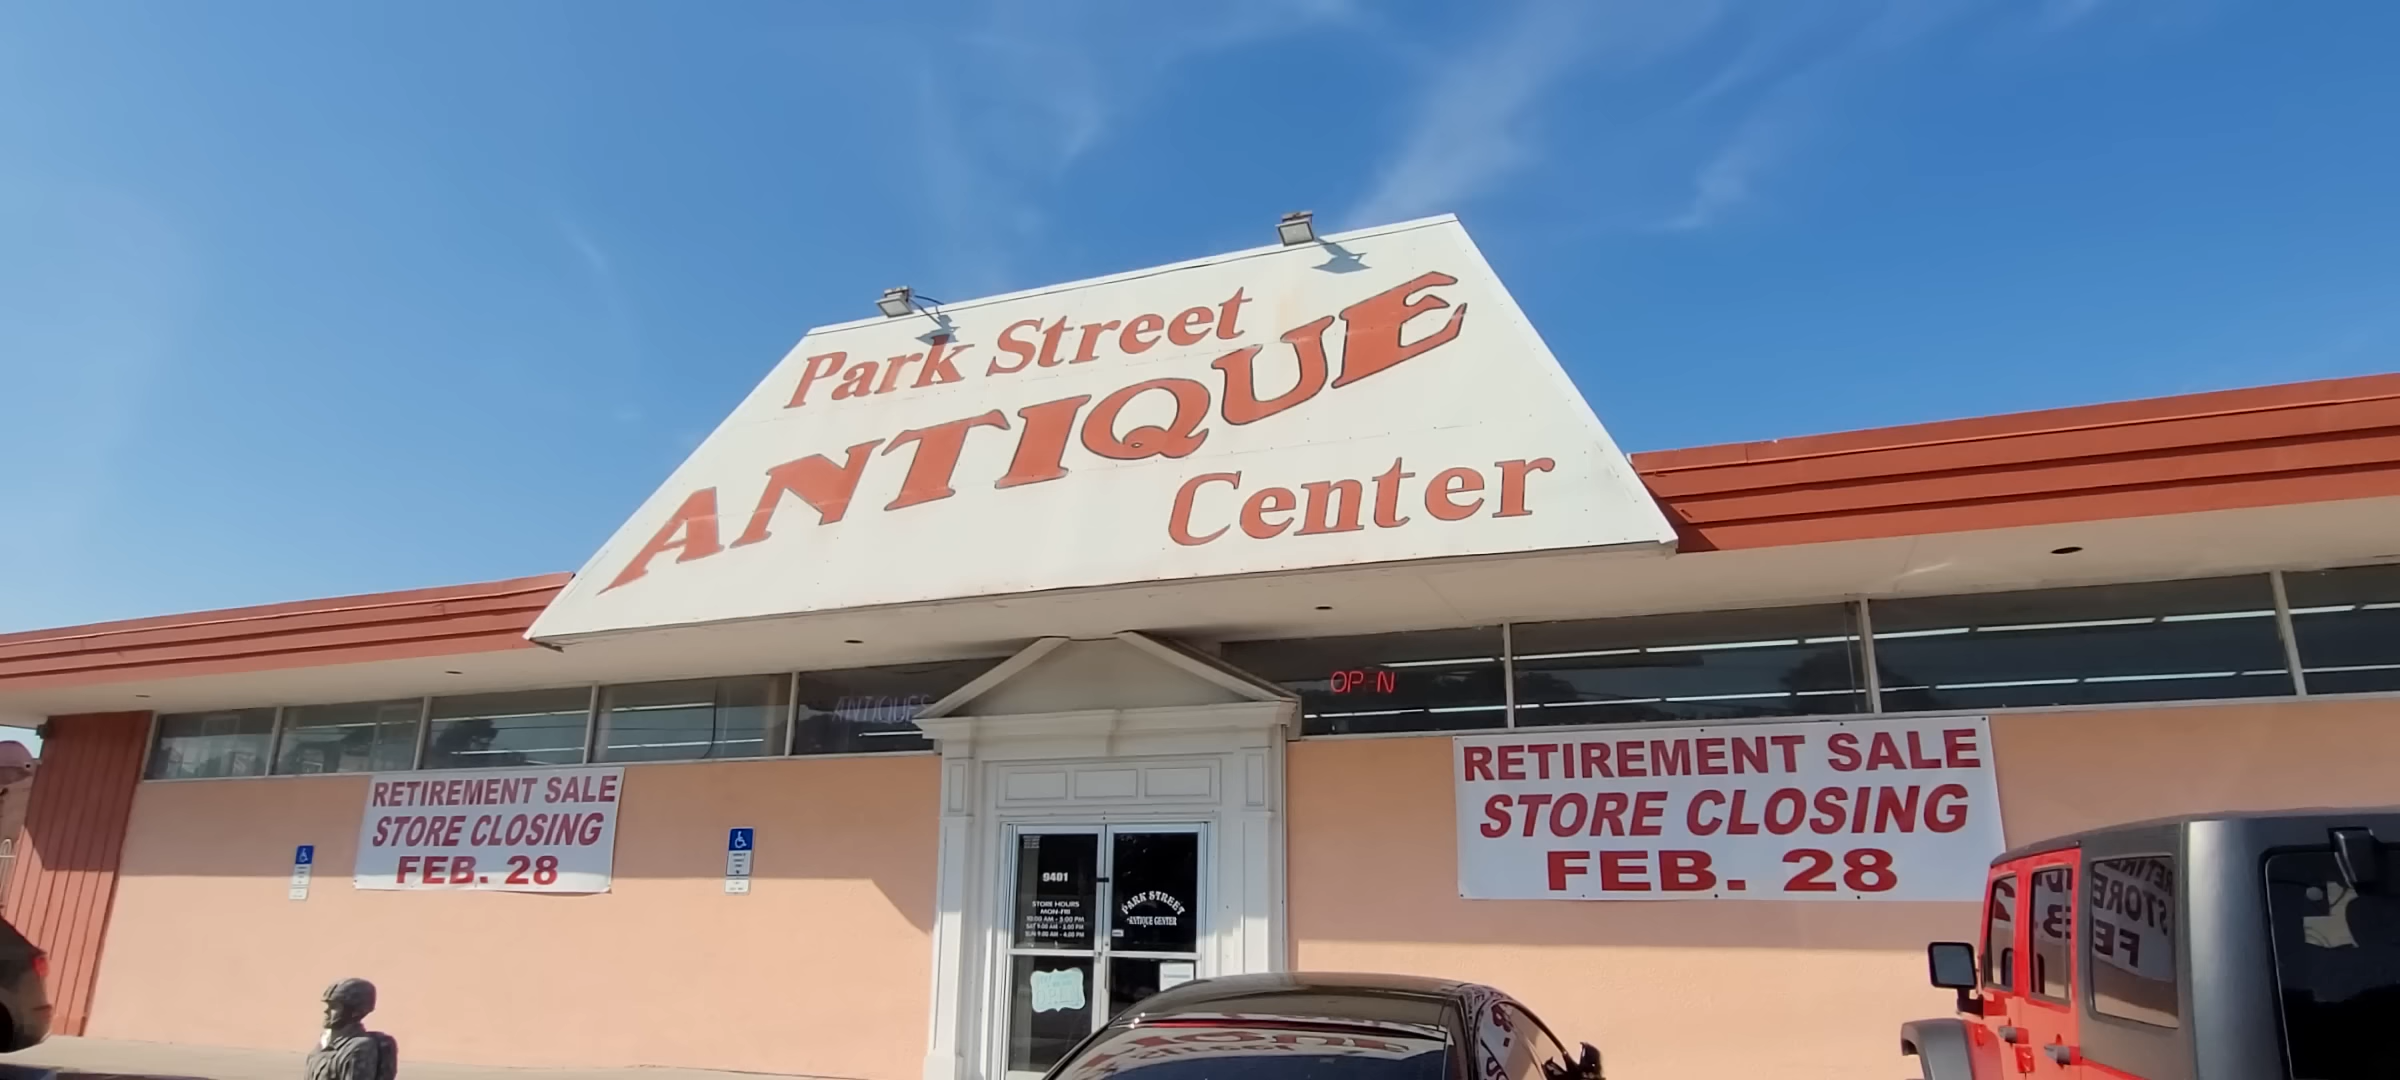 Park Street
ANTIQUE
Center
ANTIQUES
OPEN
RETIREMENT SALE
STORE CLOSING
FEB. 28
RETIREMENT SALE
STORE CLOSING
FEB. 28
9401
STORE HOURS
MON-FRI
PARK STREET
ANTIQUE CENTER
OPEN